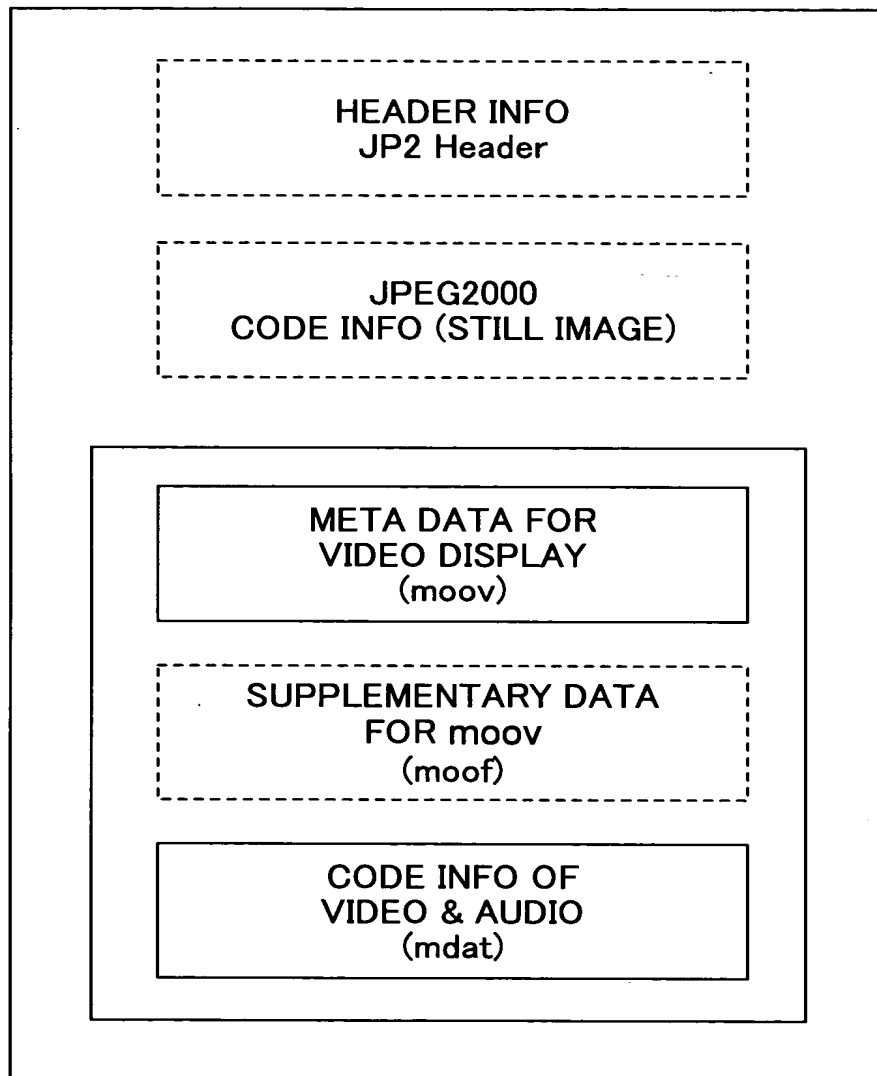 HEADER INFO
JP2 Header
JPEG2000
CODE INFO (STILL IMAGE)
META DATA FOR
VIDEO DISPLAY
(moov)
SUPPLEMENTARY DATA
FOR moov
(moof)
CODE INFO OF
VIDEO & AUDIO
(mdat)